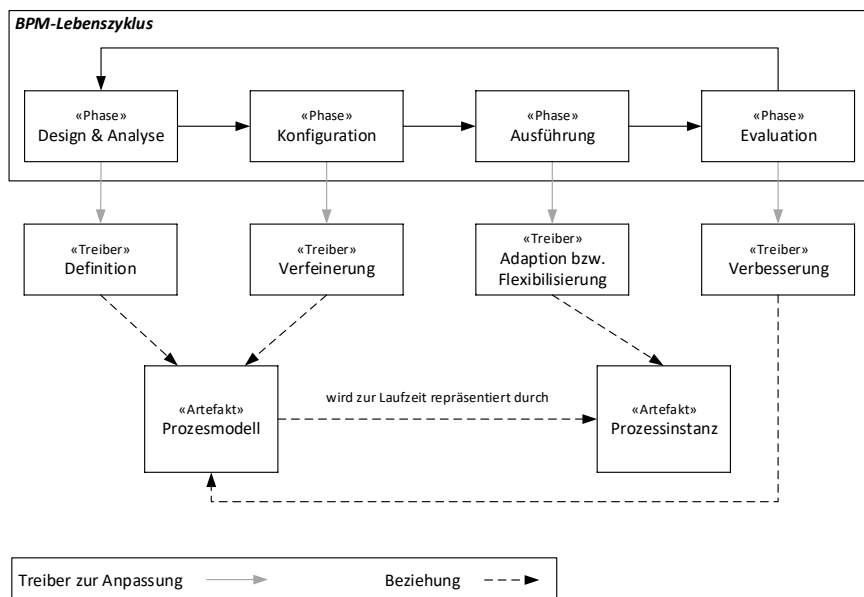 BPM-Lebenszyklus
«Phase»
Design & Analyse
«Phase»
Konfiguration
«Phase»
Ausführung
«Phase»
Evaluation
«Treiber»
Definition
«Treiber»
Verfeinerung
«Treiber»
Adaption bzw.
Flexibilisierung
«Treiber»
Verbesserung
«Artefakt»
Prozesmodell
wird zur Laufzeit repräsentiert durch
«Artefakt»
Prozessinstanz
Treiber zur Anpassung
Beziehung